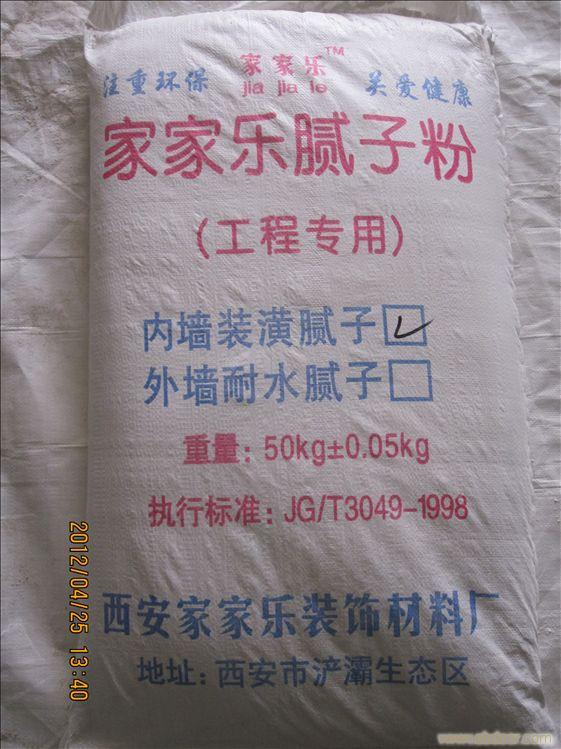 家家乐™
注重环保 jia jia le 关爱健康
家家乐腻子粉
(工程专用)
内墙装潢腻子
外墙耐水腻子
重量: 50kg±0.05kg
执行标准: JG/T3049-1998
西安家家乐装饰材料厂
地址: 西安市浐灞生态区
2012/04/25 13:40